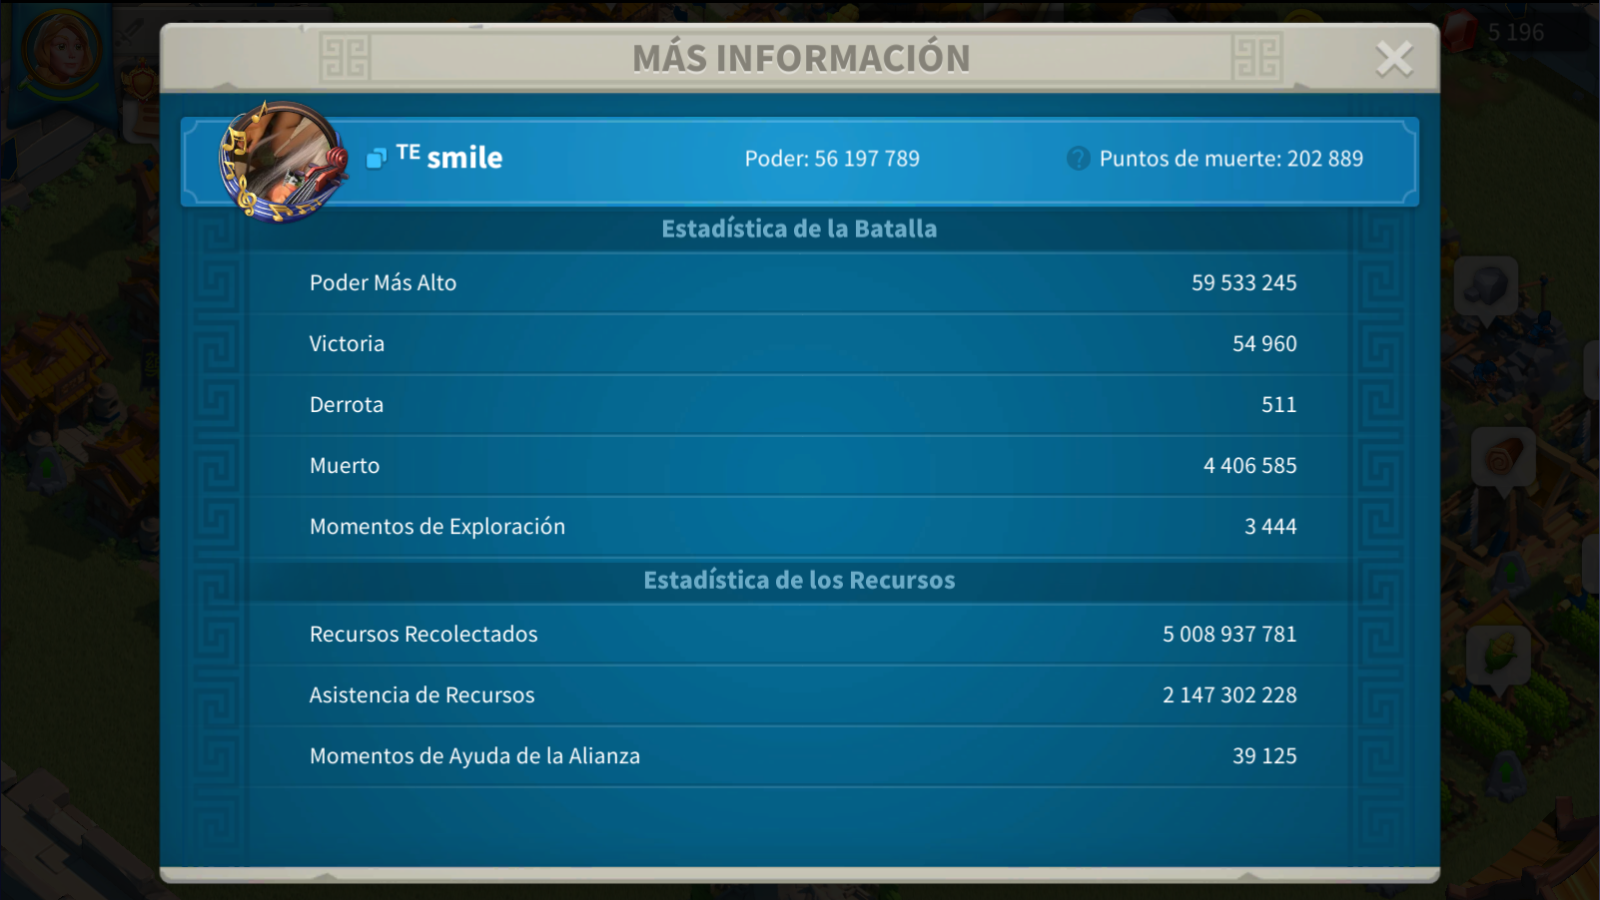 5 196
MÁS INFORMACIÓN
TE smile
Poder: 56 197 789
? Puntos de muerte: 202 889
Estadística de la Batalla
Poder Más Alto 59 533 245
Victoria 54 960
Derrota 511
Muerto 4 406 585
Momentos de Exploración 3 444
Estadística de los Recursos
Recursos Recolectados 5 008 937 781
Asistencia de Recursos 2 147 302 228
Momentos de Ayuda de la Alianza 39 125